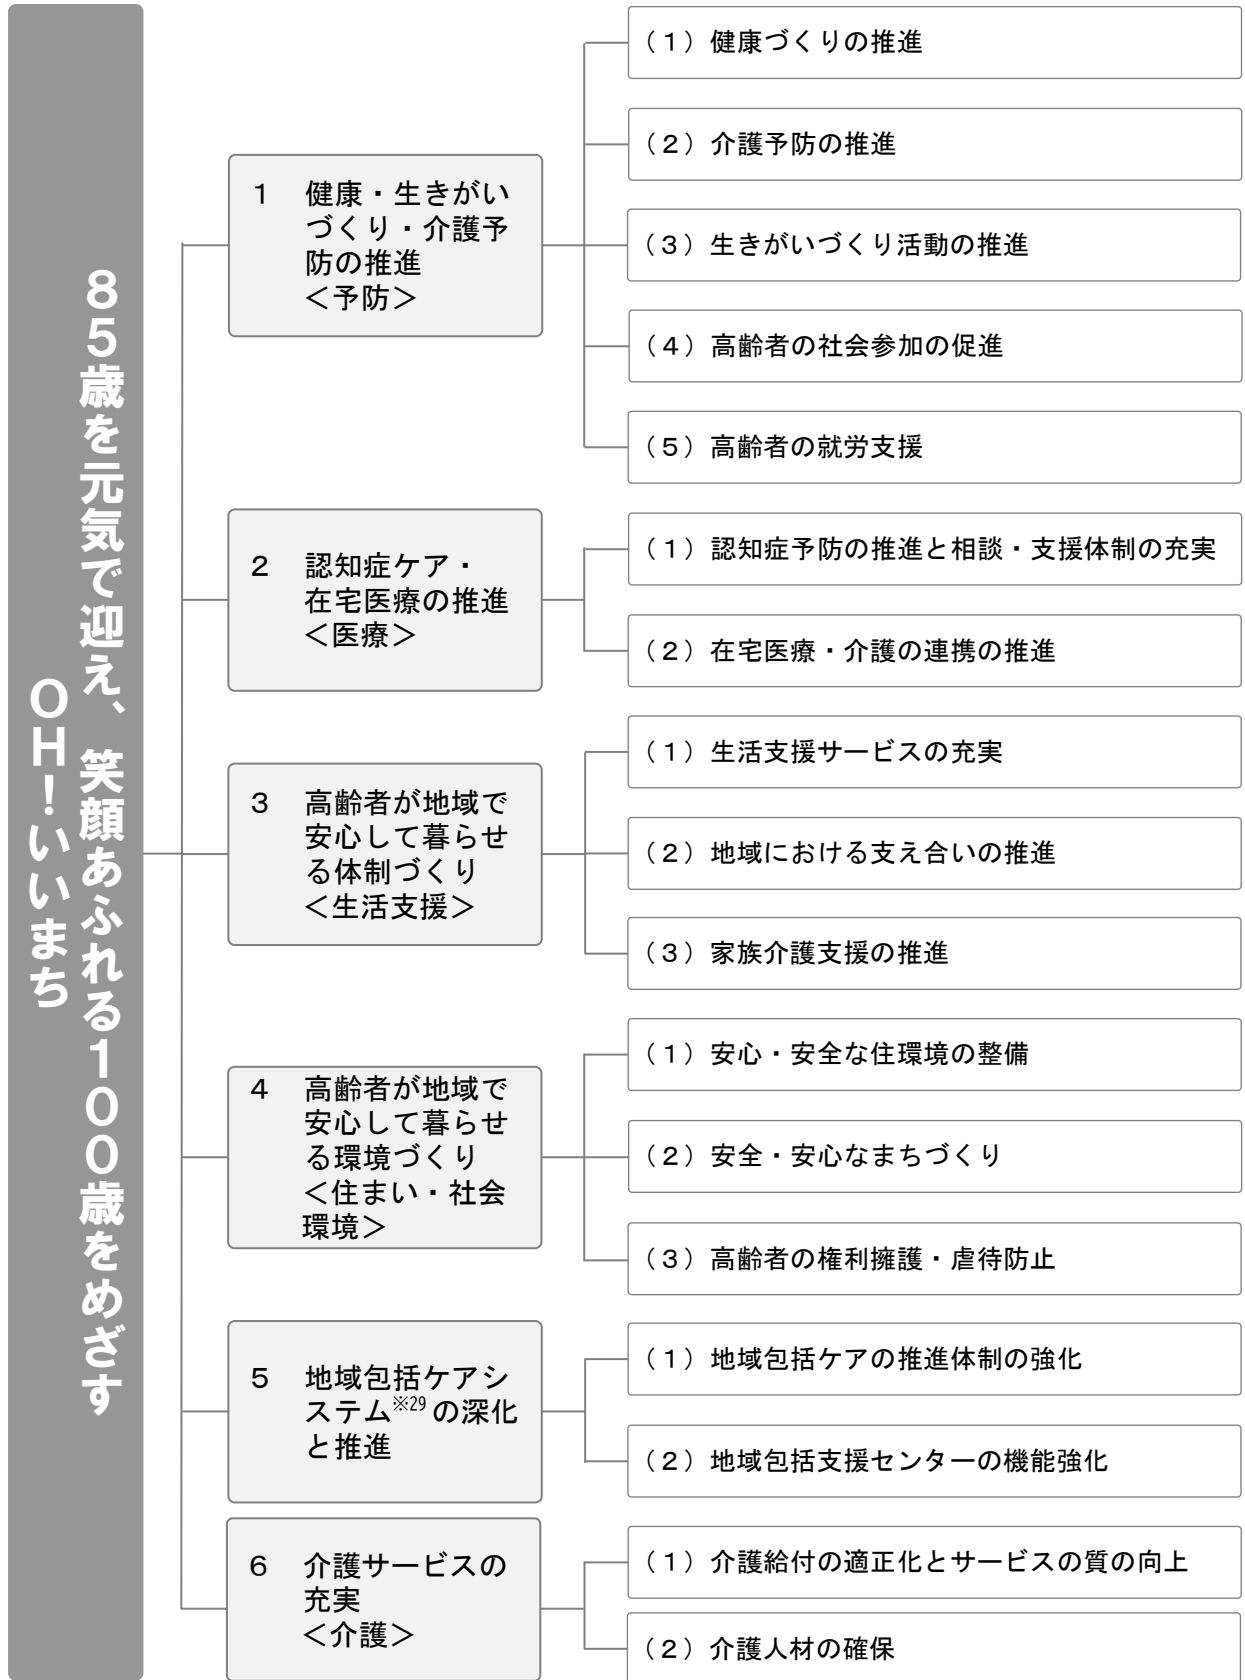 ８５歳を元気で迎え、笑顔あふれる１００歳をめざす
ＯＨ！いいまち
１　健康・生きがい
づくり・介護予
防の推進
＜予防＞
（１）健康づくりの推進
（２）介護予防の推進
（３）生きがいづくり活動の推進
（４）高齢者の社会参加の促進
（５）高齢者の就労支援
２　認知症ケア・
在宅医療の推進
＜医療＞
（１）認知症予防の推進と相談・支援体制の充実
（２）在宅医療・介護の連携の推進
３　高齢者が地域で
安心して暮らせ
る体制づくり
＜生活支援＞
（１）生活支援サービスの充実
（２）地域における支え合いの推進
（３）家族介護支援の推進
４　高齢者が地域で
安心して暮らせ
る環境づくり
＜住まい・社会
環境＞
（１）安心・安全な住環境の整備
（２）安全・安心なまちづくり
（３）高齢者の権利擁護・虐待防止
５　地域包括ケアシ
ステム※29の深化
と推進
（１）地域包括ケアの推進体制の強化
（２）地域包括支援センターの機能強化
６　介護サービスの
充実
＜介護＞
（１）介護給付の適正化とサービスの質の向上
（２）介護人材の確保